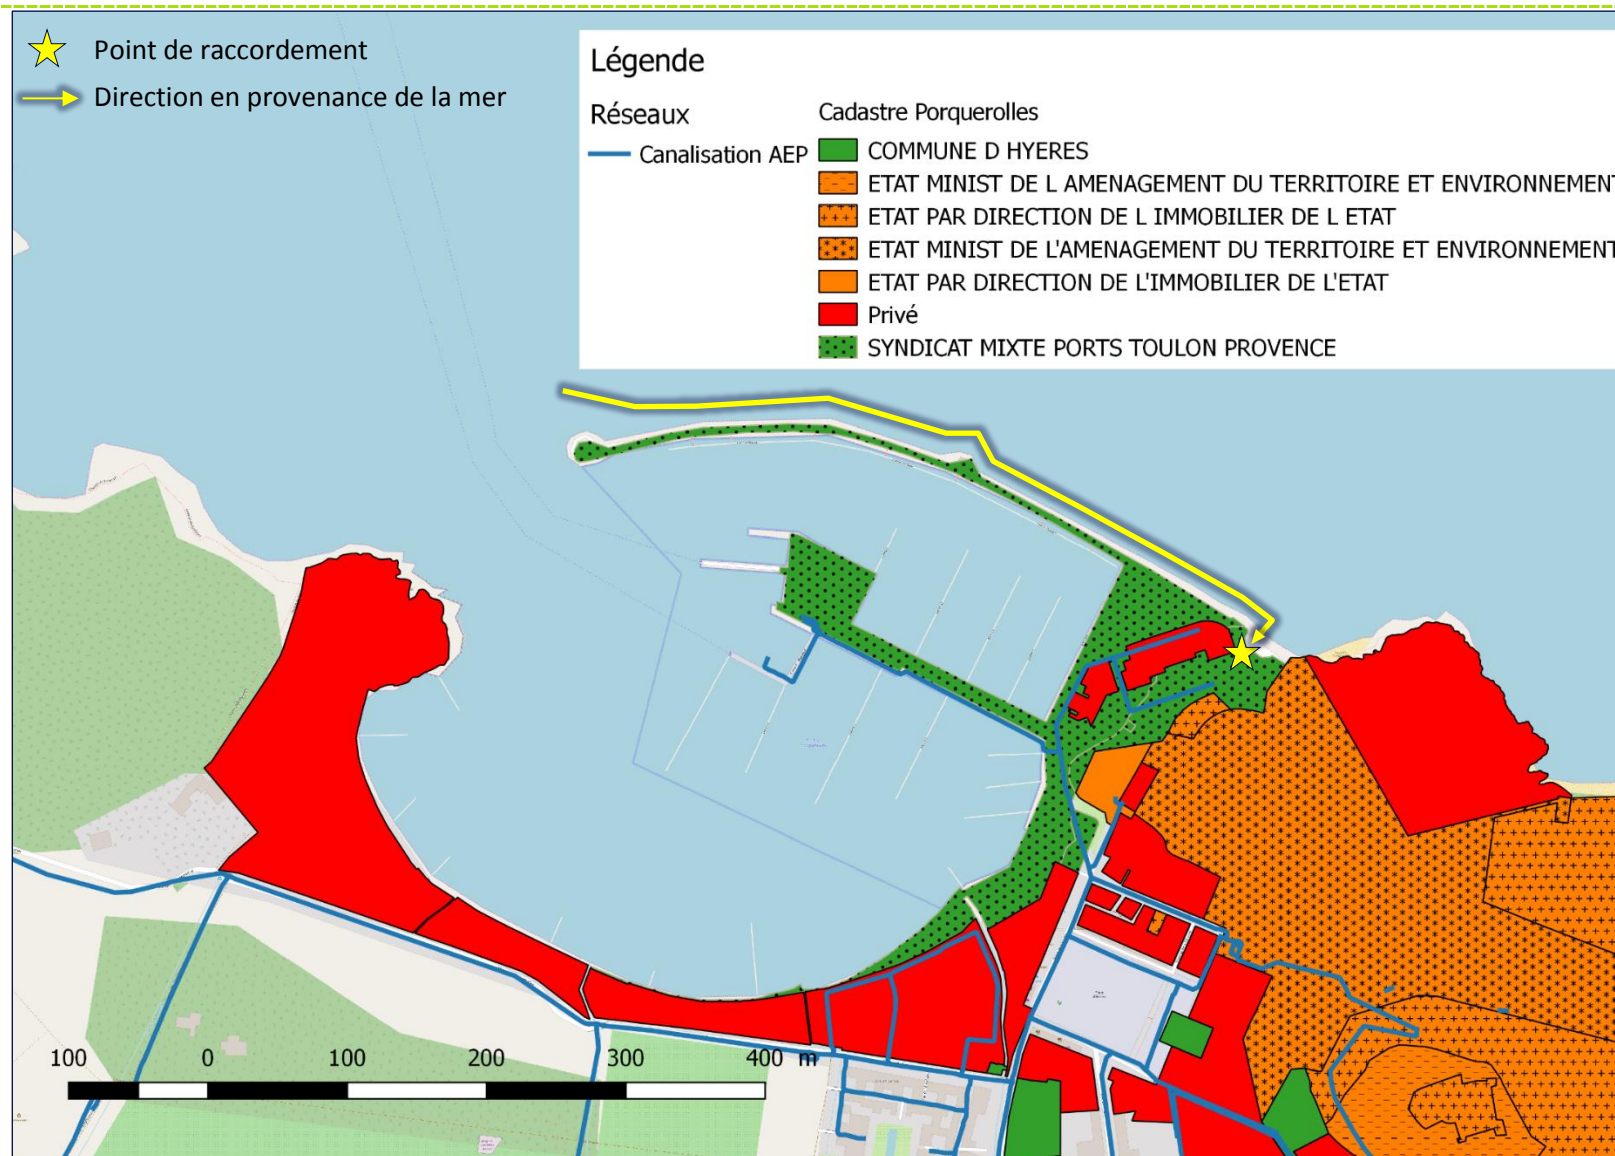 Point de raccordement
Direction en provenance de la mer
Légende
Réseaux
Canalisation AEP
Cadastre Porquerolles
COMMUNE D HYERES
ETAT MINIST DE L AMENAGEMENT DU TERRITOIRE ET ENVIRONNEMENT
ETAT PAR DIRECTION DE L IMMOBILIER DE L ETAT
ETAT MINIST DE L'AMENAGEMENT DU TERRITOIRE ET ENVIRONNEMENT
ETAT PAR DIRECTION DE L'IMMOBILIER DE L'ETAT
Privé
SYNDICAT MIXTE PORTS TOULON PROVENCE
100 0 100 200 300 400 m